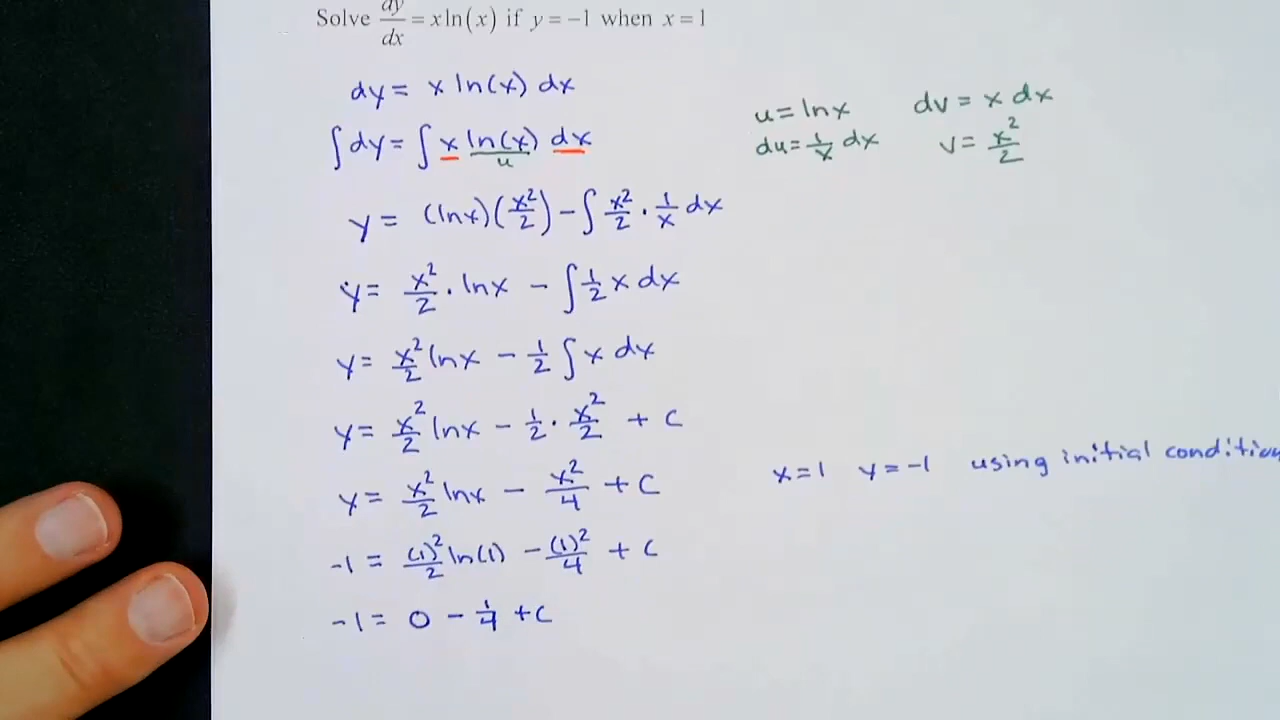 Solve dy/dx = x ln(x) if y = −1 when x = 1
dy = x ln(x) dx
∫ dy = ∫ x ln(x) dx
u
u = ln x dv = x dx
du = 1/x dx v = x²/2
y = (ln x)(x²/2) − ∫ x²/2 · 1/x dx
y = x²/2 · ln x − ∫ 1/2 x dx
y = x²/2 ln x − 1/2 ∫ x dx
y = x²/2 ln x − 1/2 · x²/2 + C
x = 1 y = −1 using initial condition
y = x²/2 ln x − x²/4 + C
−1 = (1)²/2 ln(1) − (1)²/4 + C
−1 = 0 − 1/4 + C